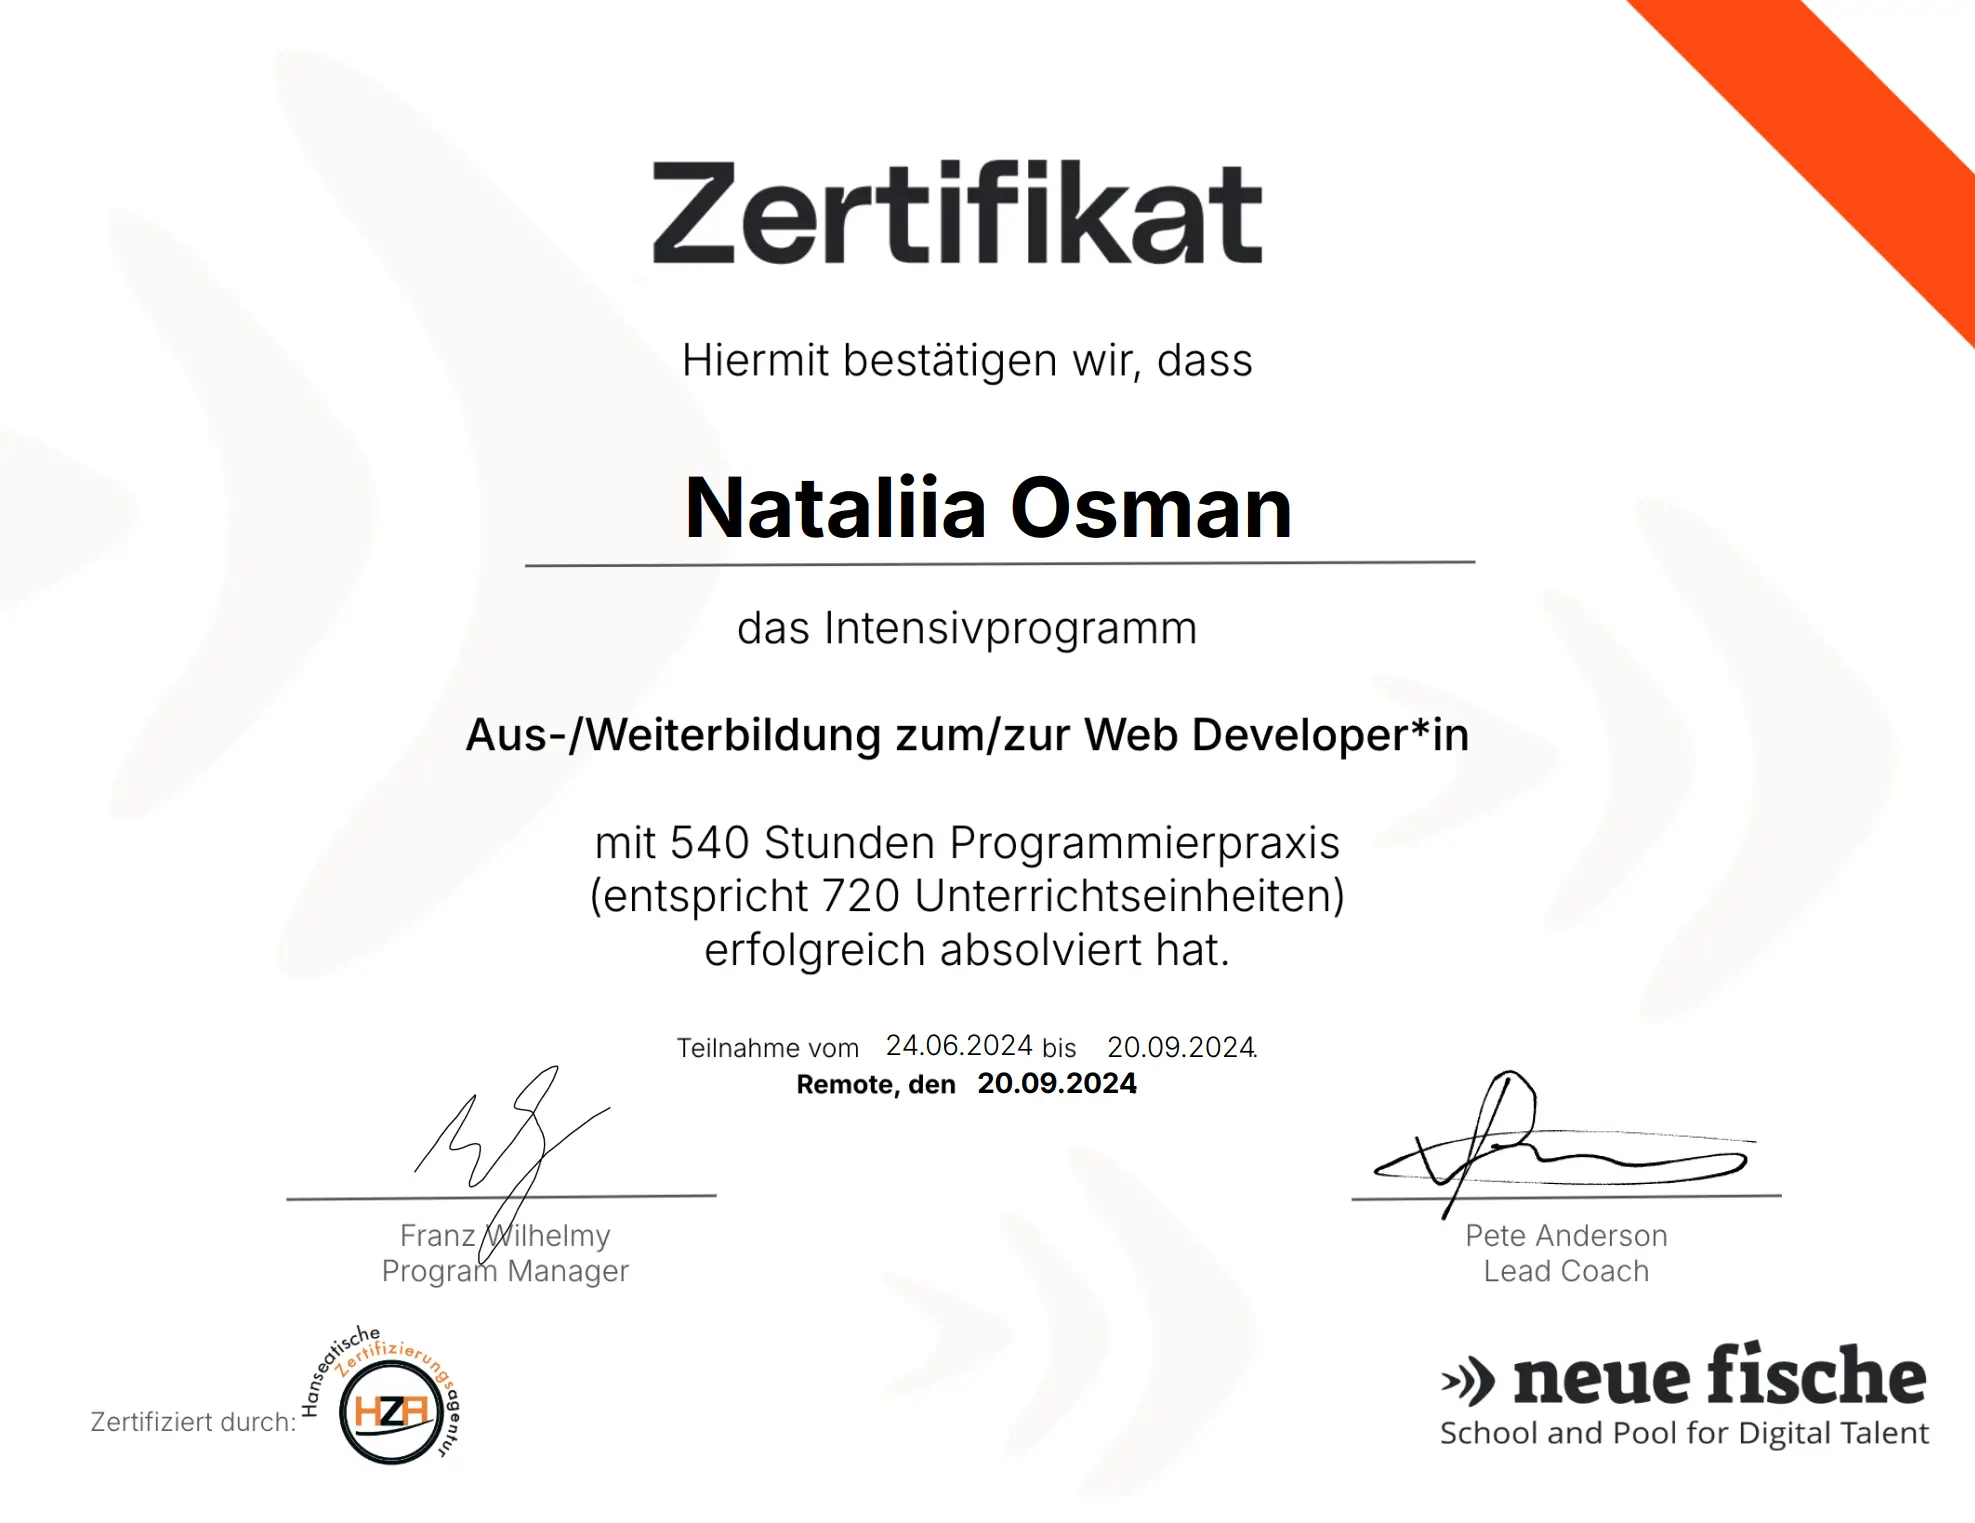 Zertifikat
Hiermit bestätigen wir, dass
Nataliia Osman
das Intensivprogramm
Aus-/Weiterbildung zum/zur Web Developer*in
mit 540 Stunden Programmierpraxis
(entspricht 720 Unterrichtseinheiten)
erfolgreich absolviert hat.
Teilnahme vom 24.06.2024 bis 20.09.2024.
Remote, den 20.09.2024
Franz Wilhelmy
Program Manager
Pete Anderson
Lead Coach
Zertifiziert durch:
Hanseatische
Zertifizierungsagentur
HZA
neue fische
School and Pool for Digital Talent